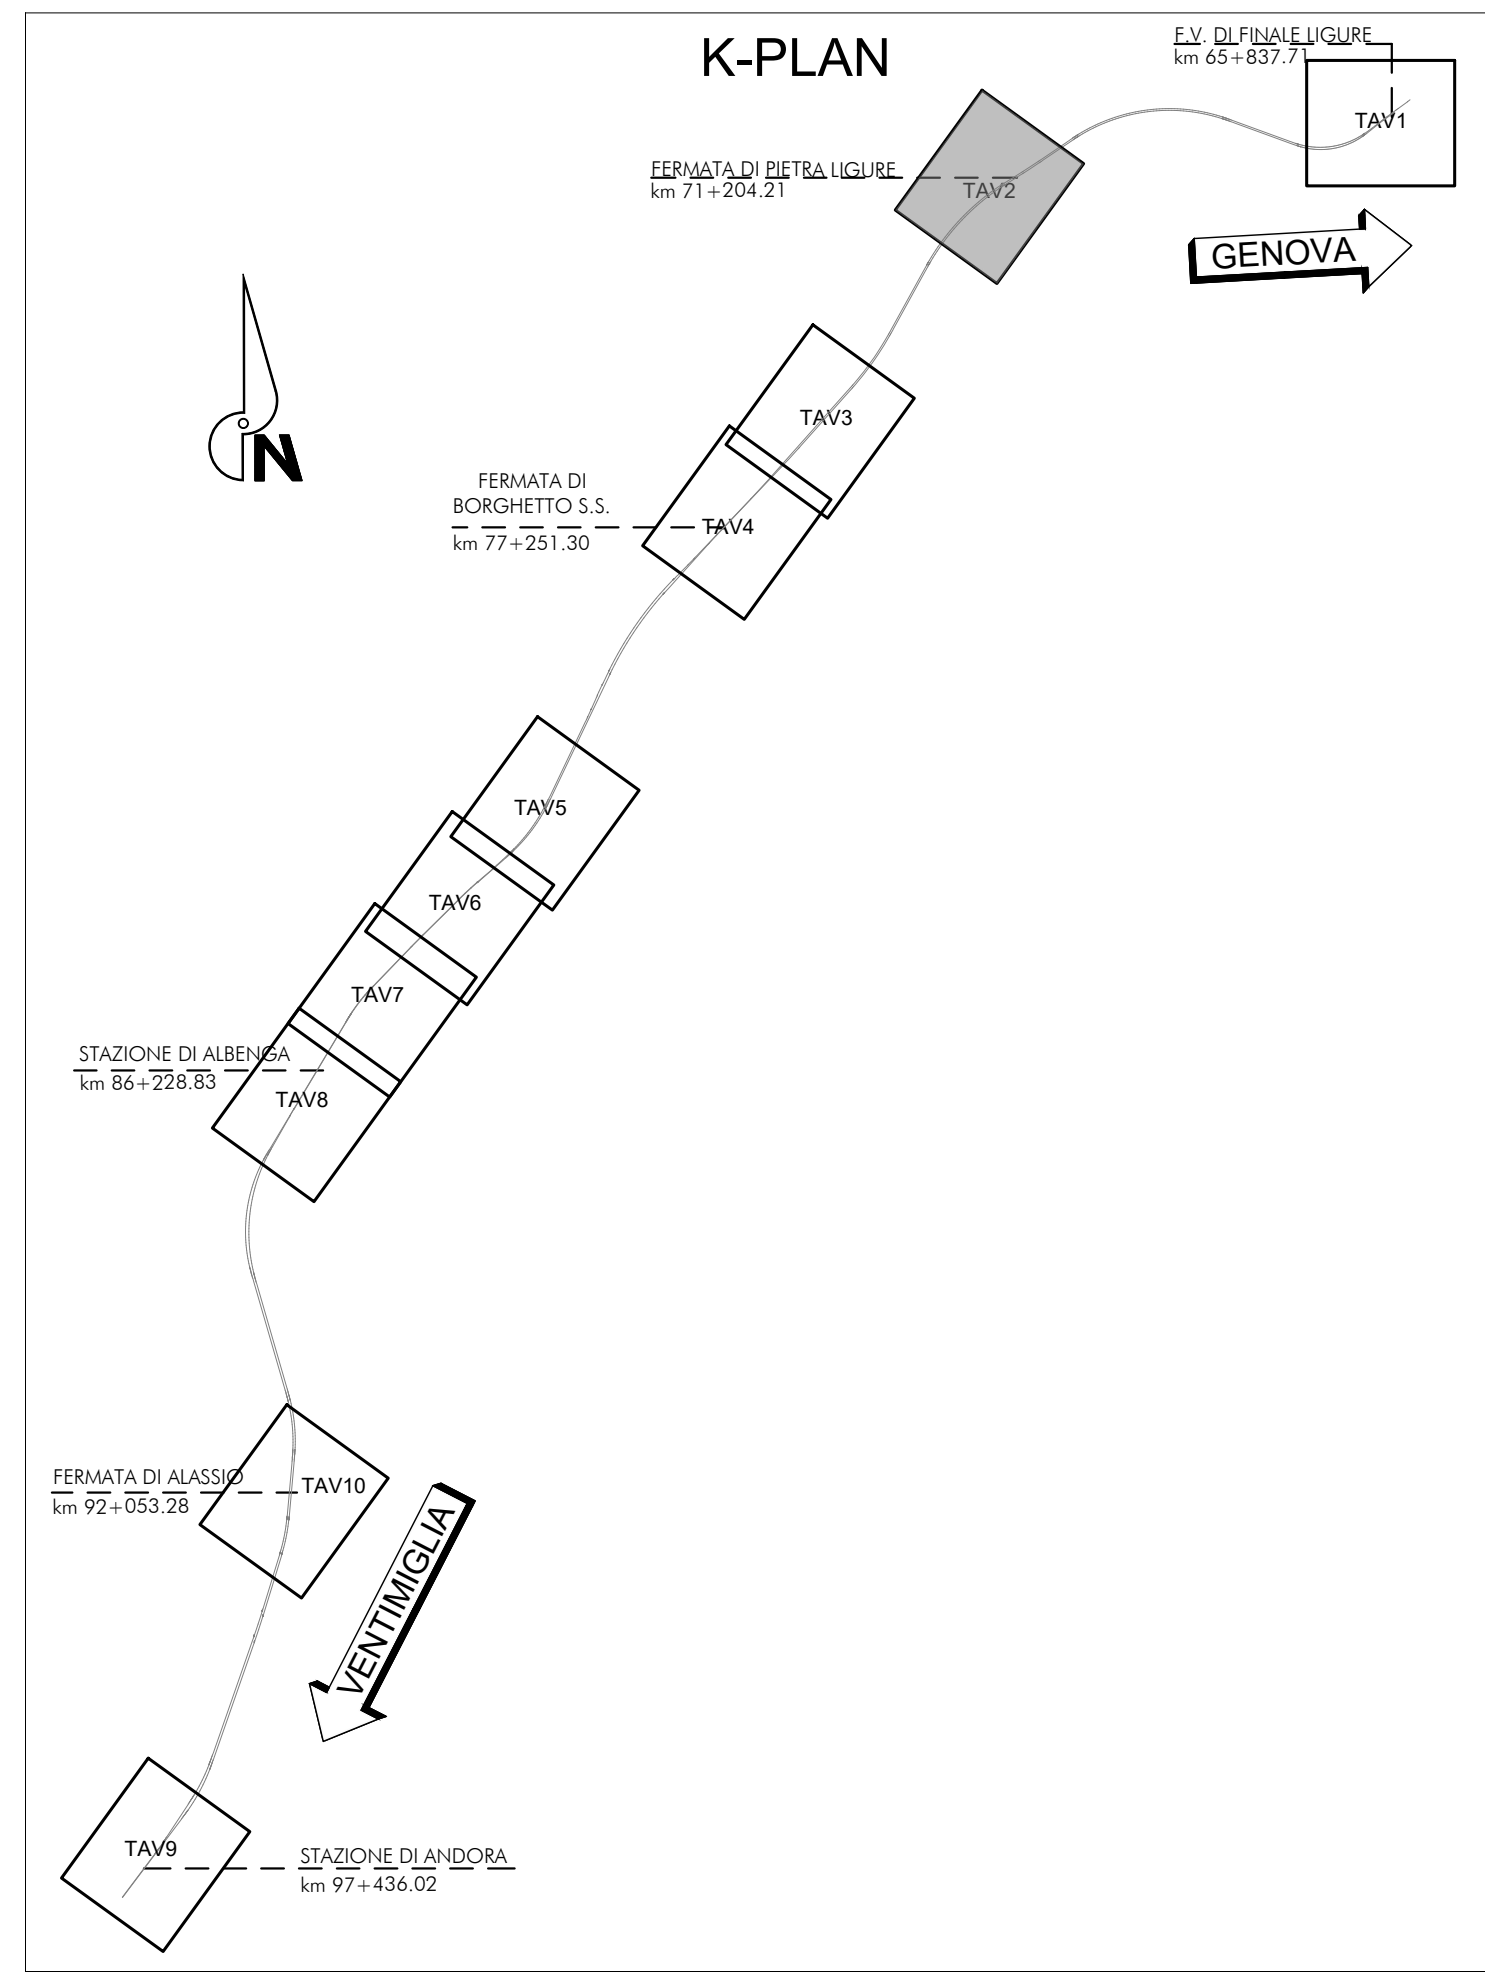 K-PLAN
F.V. DI FINALE LIGURE
km 65+837.71
TAV1
FERMATA DI PIETRA LIGURE
km 71+204.21
TAV2
GENOVA
N
TAV3
FERMATA DI
BORGHETTO S.S.
km 77+251.30
TAV4
TAV5
TAV6
TAV7
STAZIONE DI ALBENGA
km 86+228.83
TAV8
FERMATA DI ALASSIO
km 92+053.28
TAV10
VENTIMIGLIA
TAV9
STAZIONE DI ANDORA
km 97+436.02